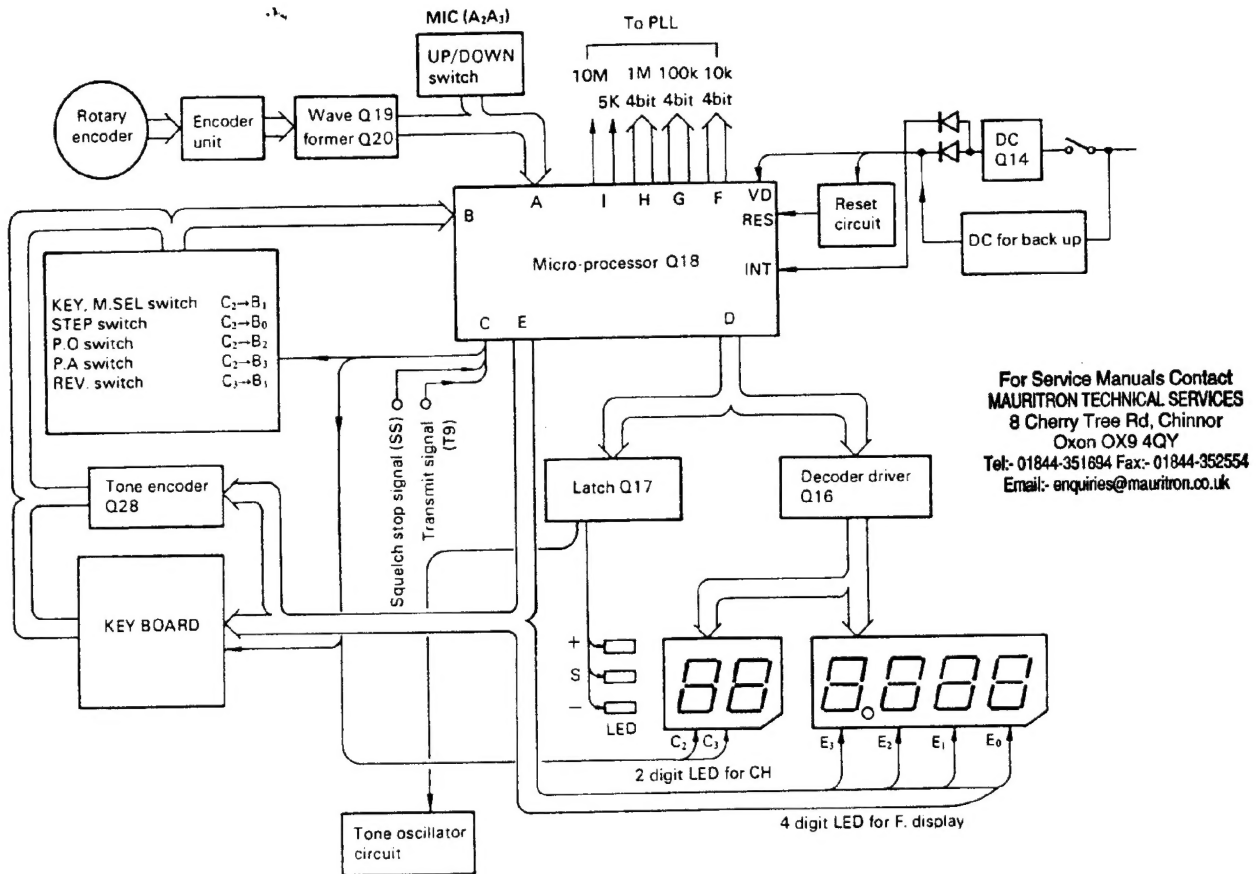 MIC (A₂A₃)
UP/DOWN
switch
To PLL
10M 1M 100k 10k
5K 4bit 4bit 4bit
Rotary
encoder
Encoder
unit
Wave Q19
former Q20
DC
Q14
B A I H G F VD
RES
Reset
circuit
DC for back up
Micro-processor Q18
INT
C E D
KEY, M.SEL switch C₂→B₁
STEP switch C₂→B₀
P.O switch C₂→B₂
P.A switch C₂→B₃
REV. switch C₃→B₁
Squelch stop signal (SS)
Transmit signal
(T9)
For Service Manuals Contact
MAURITRON TECHNICAL SERVICES
8 Cherry Tree Rd, Chinnor
Oxon OX9 4QY
Tel:- 01844-351694 Fax:- 01844-352554
Email:- enquiries@mauritron.co.uk
Tone encoder
Q28
Latch Q17
Decoder driver
Q16
KEY BOARD
+
S
−
LED
88
8.888
C₂ C₃
E₃ E₂ E₁ E₀
2 digit LED for CH
4 digit LED for F. display
Tone oscillator
circuit